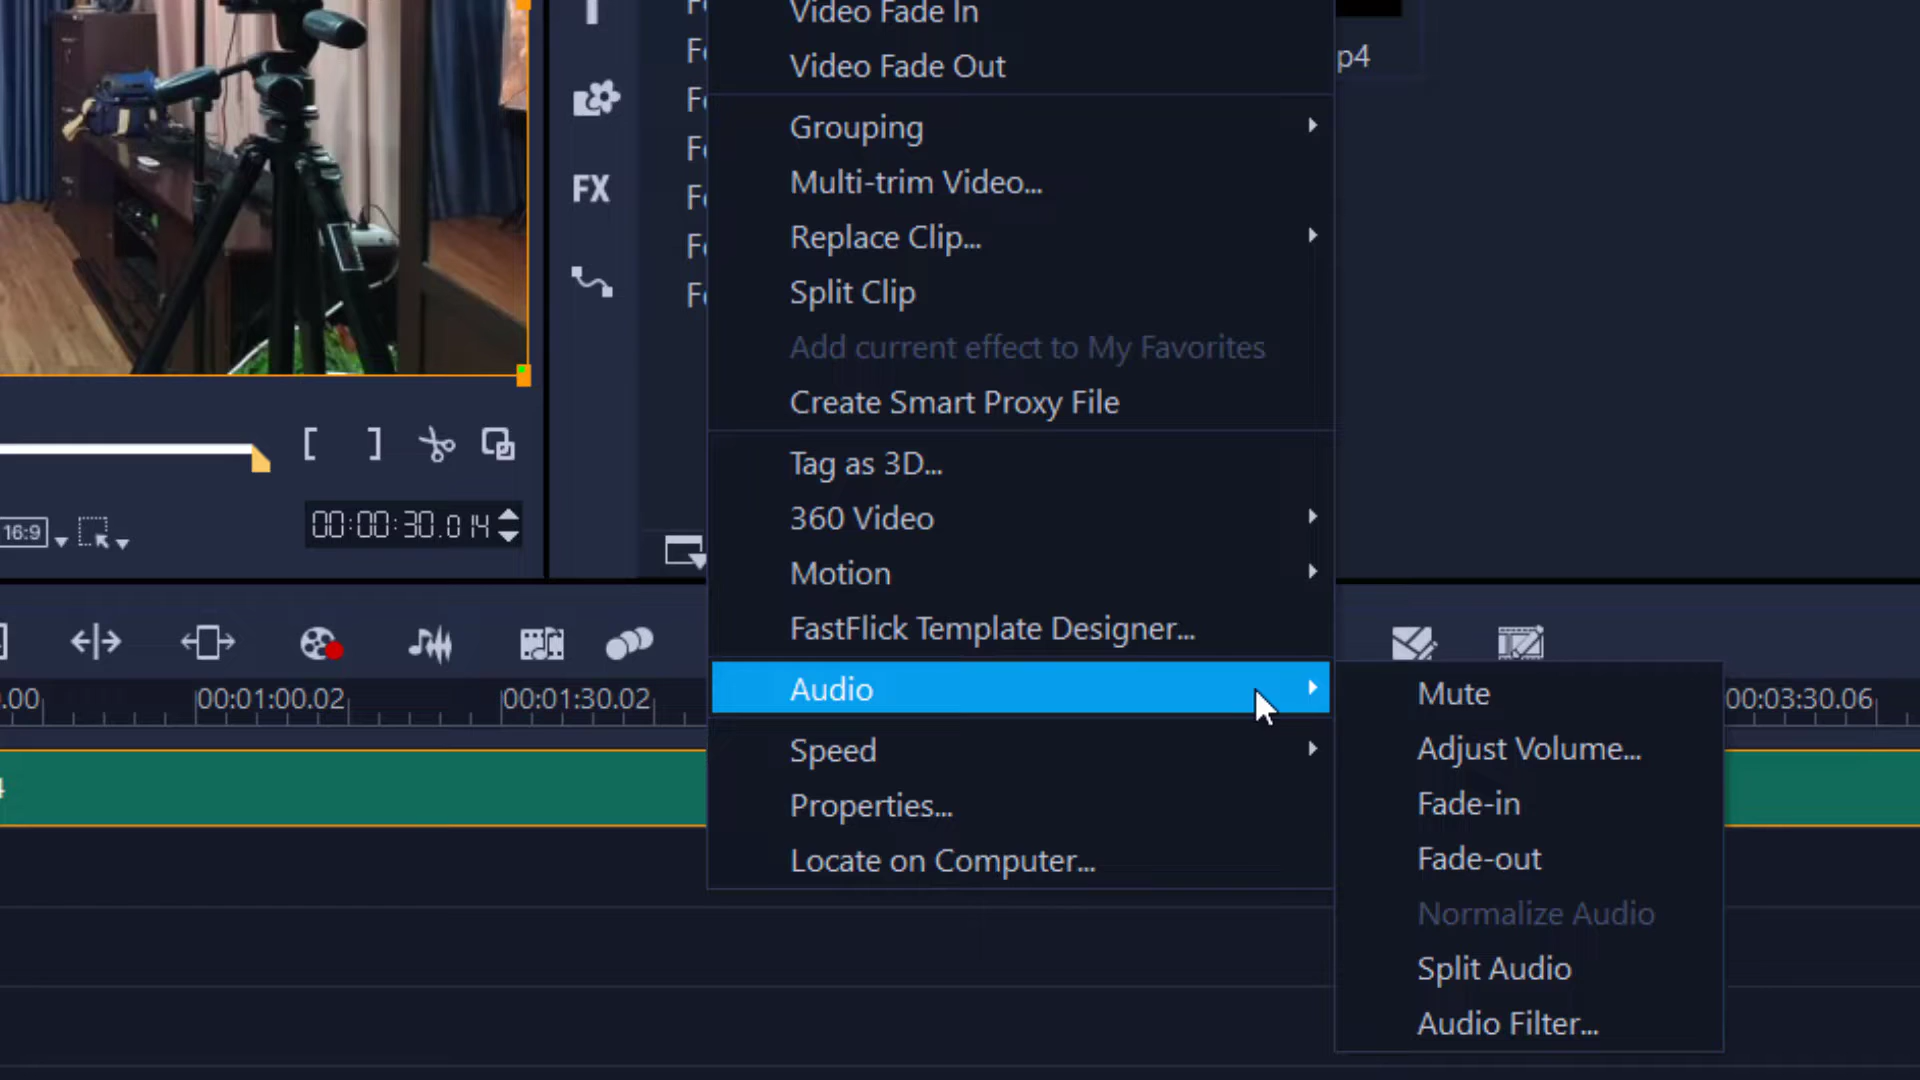 Video Fade In
Video Fade Out
p4
Grouping
Multi-trim Video...
FX
Replace Clip...
Split Clip
Add current effect to My Favorites
Create Smart Proxy File
Tag as 3D...
360 Video
16:9
00:00:30.014
Motion
FastFlick Template Designer...
Audio
.00
00:01:00.02
00:01:30.02
00:03:30.06
Mute
Speed
Adjust Volume...
Properties...
Fade-in
Locate on Computer...
Fade-out
Normalize Audio
Split Audio
Audio Filter...